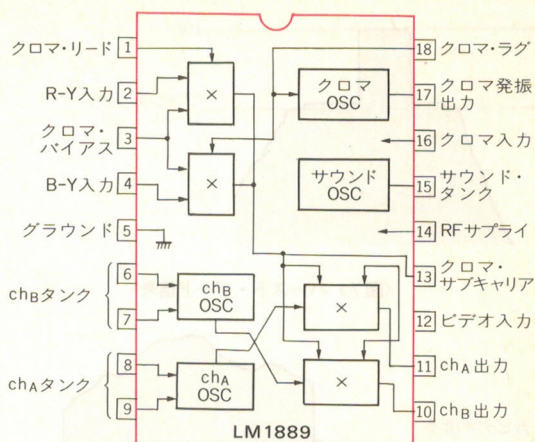 クロマ・リード 1
R-Y入力 2
クロマ・
バイアス 3
B-Y入力 4
グラウンド 5
chBタンク 6
7
chAタンク 8
9
×
×
クロマ
OSC
サウンド
OSC
chB
OSC
chA
OSC
×
×
LM1889
18 クロマ・ラグ
17 クロマ発振
出力
16 クロマ入力
15 サウンド・
タンク
14 RFサプライ
13 クロマ・
サブキャリア
12 ビデオ入力
11 chA出力
10 chB出力